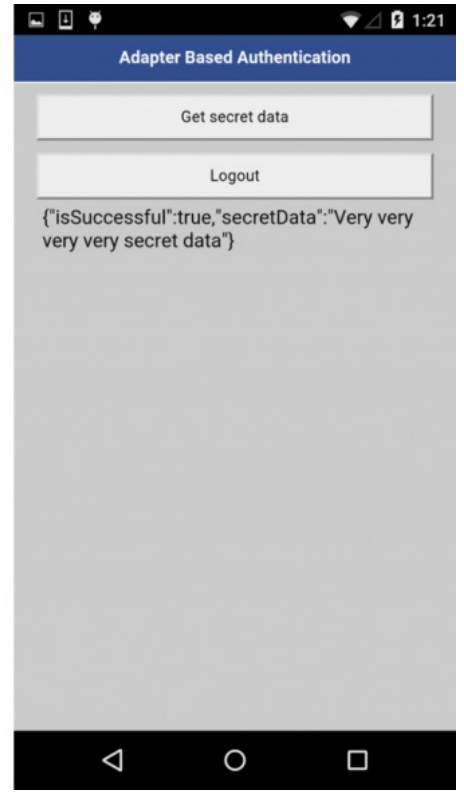 1:21
Adapter Based Authentication
Get secret data
Logout
{"isSuccessful":true,"secretData":"Very very
very very secret data"}